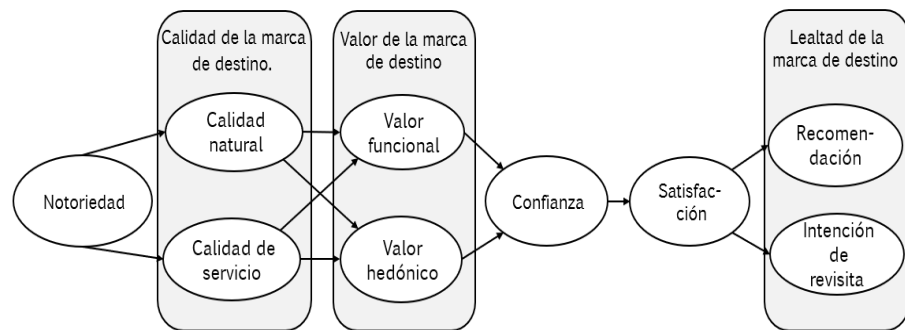 Calidad de la marca
de destino.
Valor de la marca
de destino
Lealtad de la
marca de destino
Notoriedad
Calidad
natural
Calidad de
servicio
Valor
funcional
Valor
hedónico
Confianza
Satisfac-
ción
Recomen-
dación
Intención
de
revisita